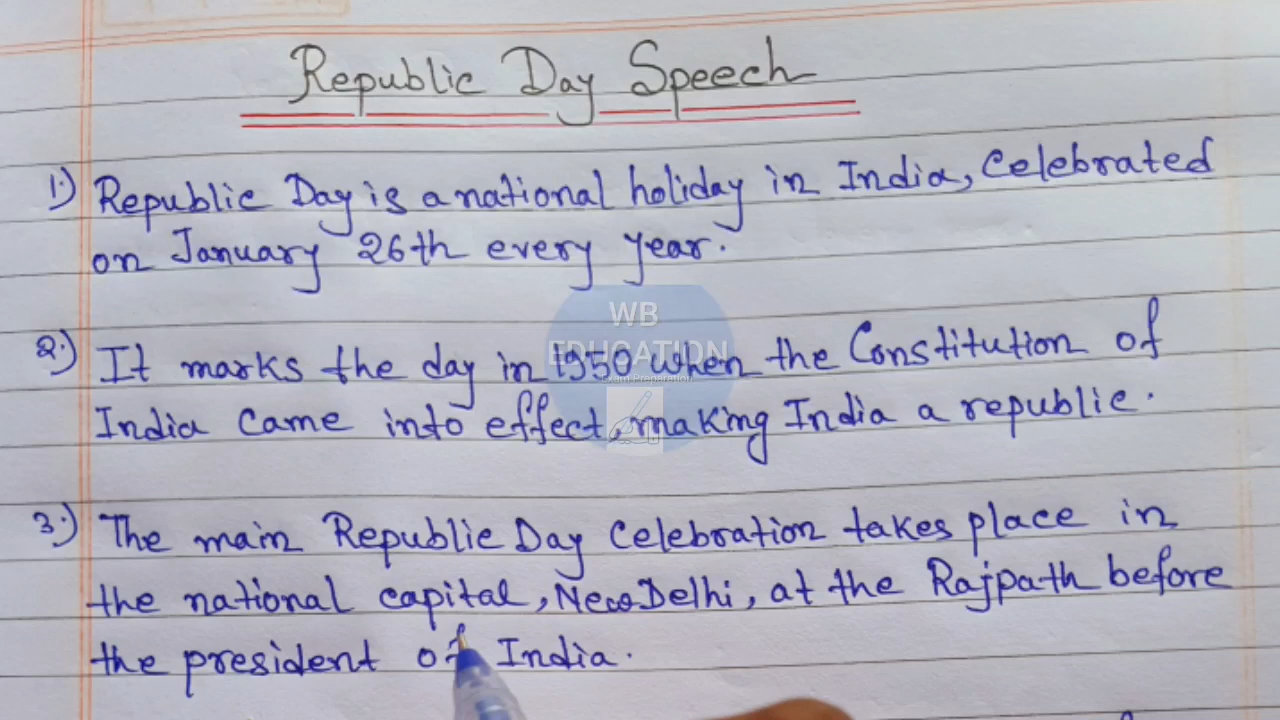 Republic Day Speech
1.) Republic Day is a national holiday in India, Celebrated
on January 26th every year.
WB
EDUCATION
Exam Preparation
2.) It marks the day in 1950 when the Constitution of
India Came into effect, making India a republic.
3.) The main Republic Day Celebration takes place in
the national capital, New Delhi, at the Rajpath before
the president of India.